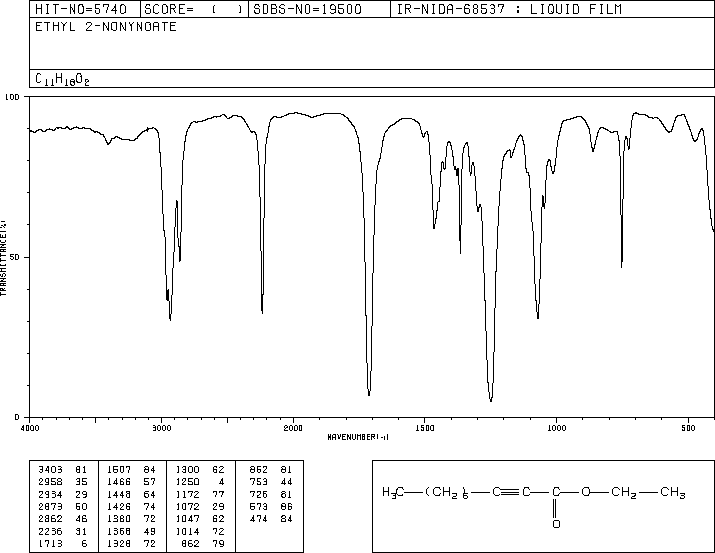 HIT-NO=5740 SCORE= ( ) SDBS-NO=19500 IR-NIDA-68537 : LIQUID FILM
ETHYL 2-NONYNOATE
C11H18O2
100
50
0
TRANSMITTANCE(%)
4000 3000 2000 1500 1000 500
WAVENUMBER(-1)
3403 81 1507 84 1300 62 862 81
2958 35 1466 57 1250 4 753 44
2934 29 1448 64 1172 77 726 81
2873 60 1426 74 1072 29 573 86
2862 46 1380 72 1047 62 474 84
2236 31 1368 49 1014 72
1713 6 1328 72 862 79
H3C—(CH2)5—C≡C—C—O—CH2—CH3
O